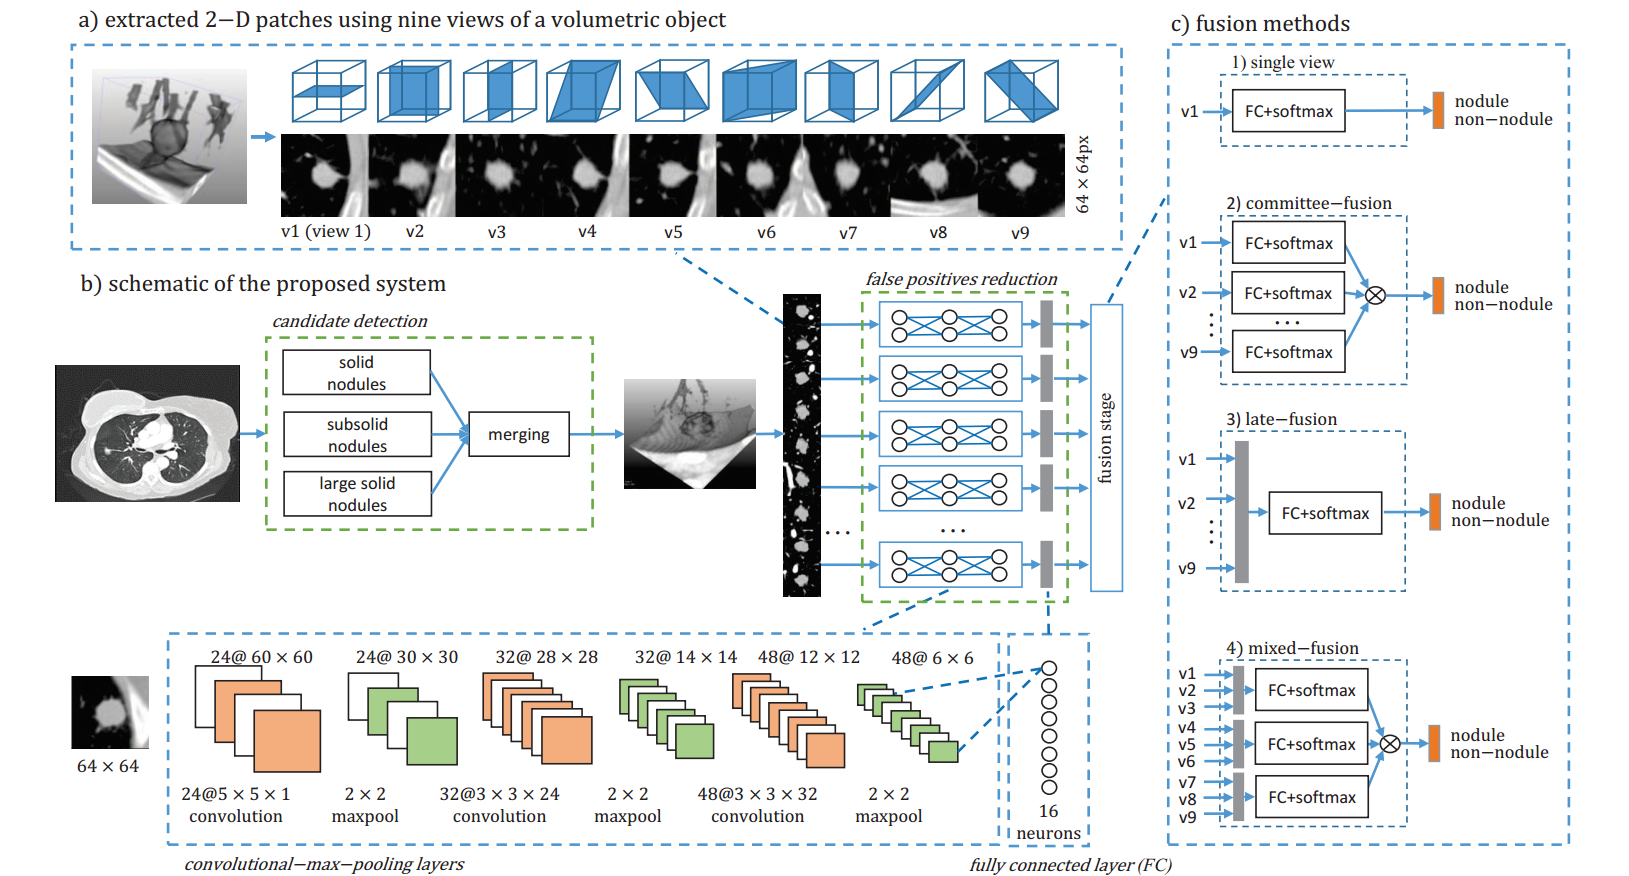 a) extracted 2−D patches using nine views of a volumetric object
64 × 64px
v1 (view 1)
v2
v3
v4
v5
v6
v7
v8
v9
b) schematic of the proposed system
candidate detection
solid
nodules
subsolid
nodules
large solid
nodules
merging
false positives reduction
...
...
fusion stage
64 × 64
24@ 60 × 60
24@ 30 × 30
32@ 28 × 28
32@ 14 × 14
48@ 12 × 12
48@ 6 × 6
24@5 × 5 × 1
convolution
2 × 2
maxpool
32@3 × 3 × 24
convolution
2 × 2
maxpool
48@3 × 3 × 32
convolution
2 × 2
maxpool
16
neurons
convolutional−max−pooling layers
fully connected layer (FC)
c) fusion methods
1) single view
v1
FC+softmax
nodule
non−nodule
2) committee−fusion
v1
FC+softmax
v2
FC+softmax
...
v9
FC+softmax
nodule
non−nodule
3) late−fusion
v1
v2
v9
FC+softmax
nodule
non−nodule
4) mixed−fusion
v1
v2
v3
FC+softmax
v4
v5
v6
FC+softmax
v7
v8
v9
FC+softmax
nodule
non−nodule